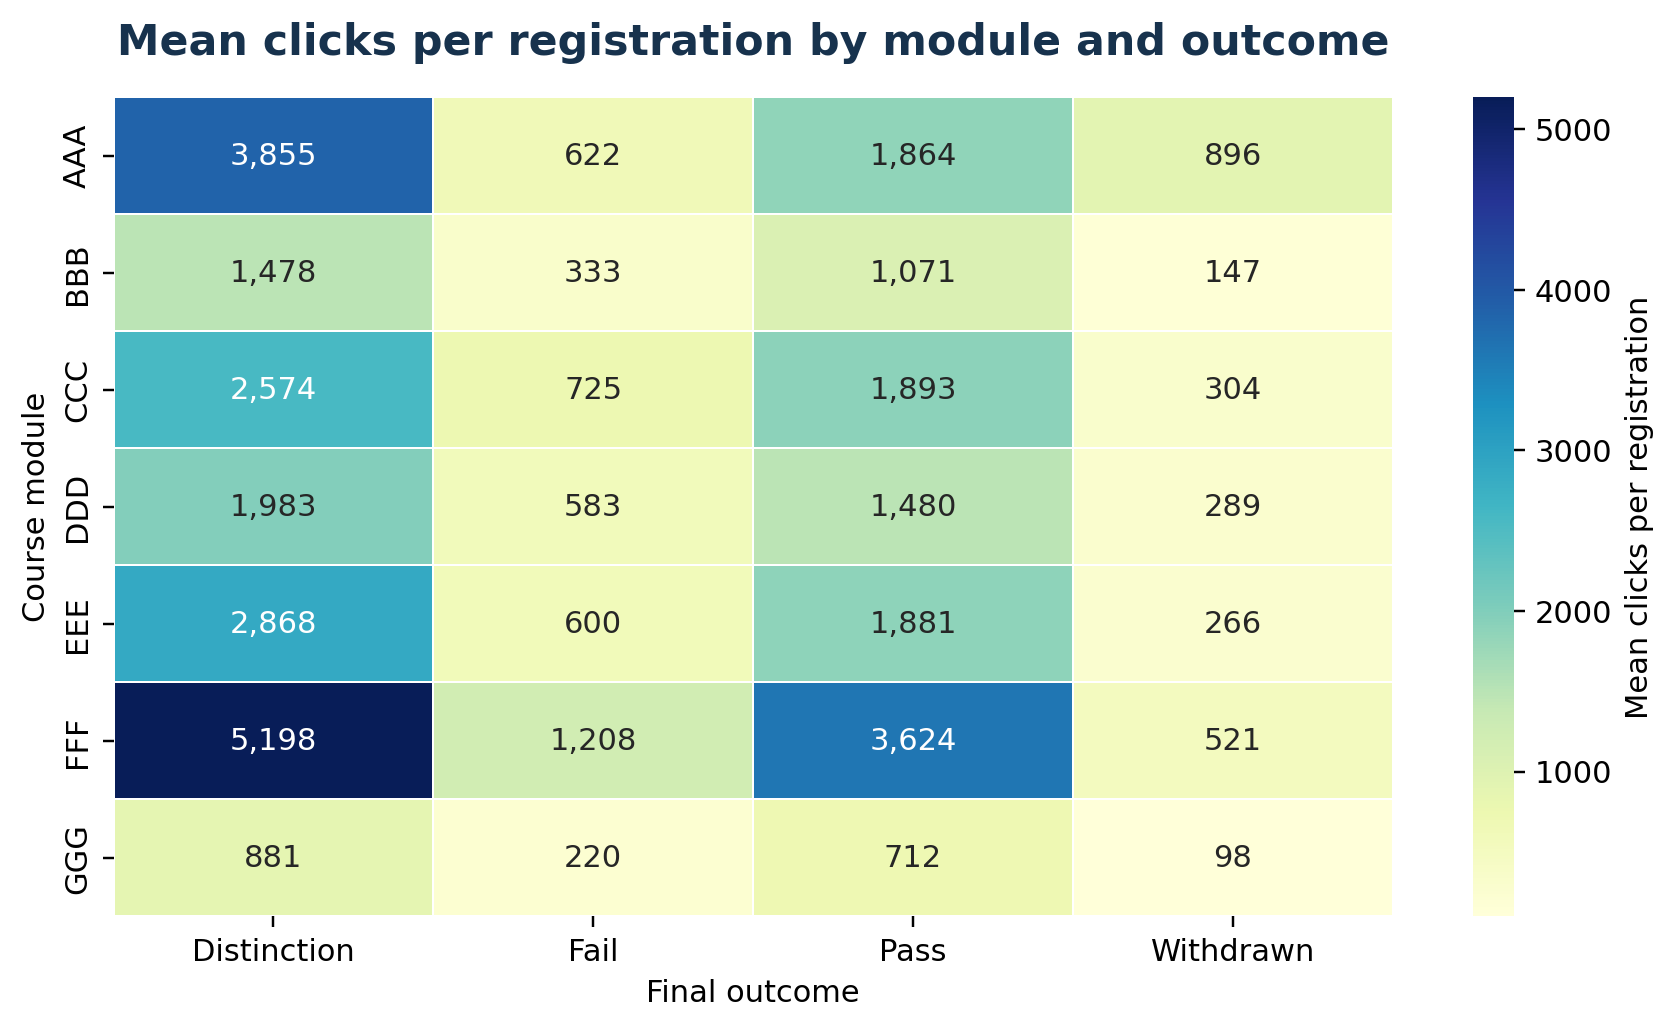 Mean clicks per registration by module and outcome
Course module
AAA 3,855 622 1,864 896
BBB 1,478 333 1,071 147
CCC 2,574 725 1,893 304
DDD 1,983 583 1,480 289
EEE 2,868 600 1,881 266
FFF 5,198 1,208 3,624 521
GGG 881 220 712 98
Distinction Fail Pass Withdrawn
Final outcome
5000
4000
3000
2000
1000
Mean clicks per registration